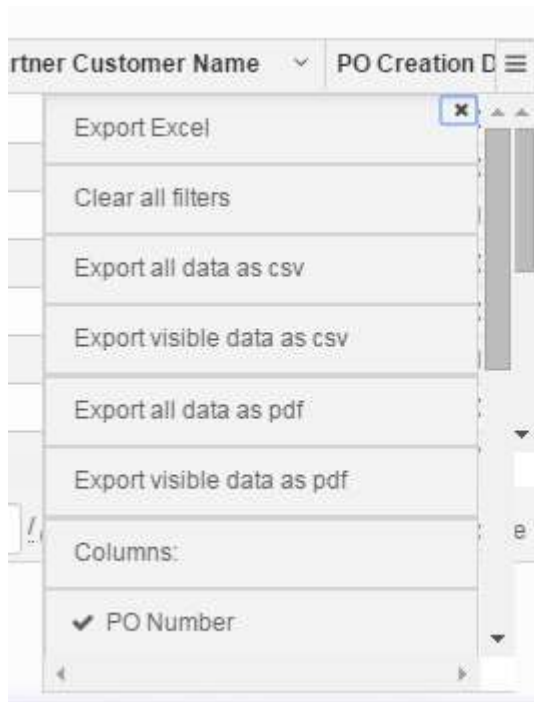 rtner Customer Name PO Creation D
Export Excel
Clear all filters
Export all data as csv
Export visible data as csv
Export all data as pdf
Export visible data as pdf
/ e
Columns:
PO Number